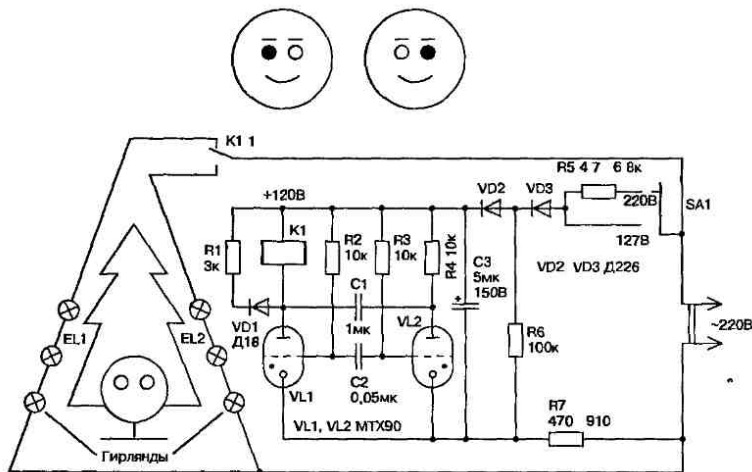 K1 1
R5 4 7 6 8к
VD2
VD3
220В
SA1
127В
+120В
R1
3к
K1
R2
10к
R3
10к
R4 10к
C3
5мк
150В
+
VD2 VD3 Д226
C1
1мк
VD1
Д18
VL2
EL1
EL2
R6
100к
~220В
C2
0,05мк
VL1
VL1, VL2 МТХ90
R7
470 910
Гирлянды